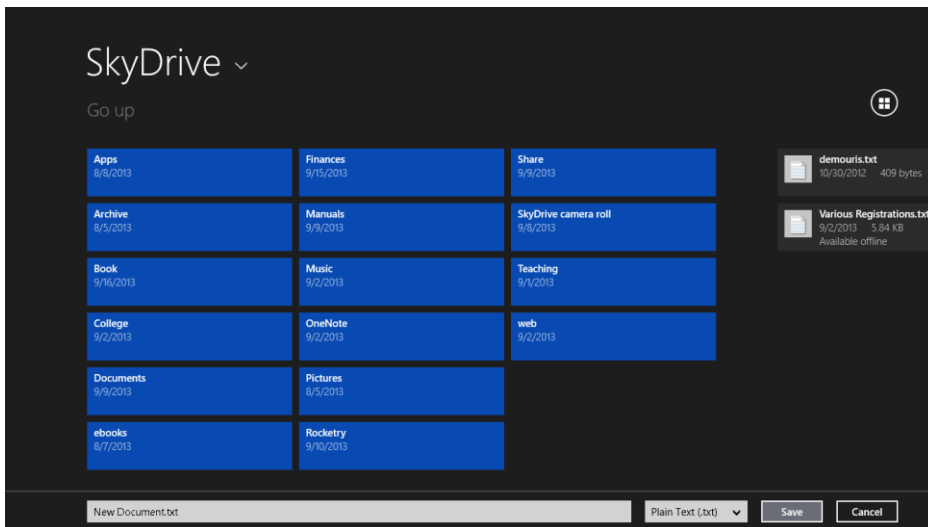 SkyDrive
Go up
Apps
8/8/2013
Archive
8/5/2013
Book
9/16/2013
College
9/2/2013
Documents
9/9/2013
ebooks
8/7/2013
Finances
9/15/2013
Manuals
9/9/2013
Music
9/2/2013
OneNote
9/2/2013
Pictures
8/5/2013
Rocketry
9/10/2013
Share
9/9/2013
SkyDrive camera roll
9/8/2013
Teaching
9/1/2013
web
9/2/2013
demouris.txt
10/30/2012 409 bytes
Various Registrations.txt
9/2/2013 5.84 KB
Available offline
New Document.txt
Plain Text (.txt)
Save
Cancel